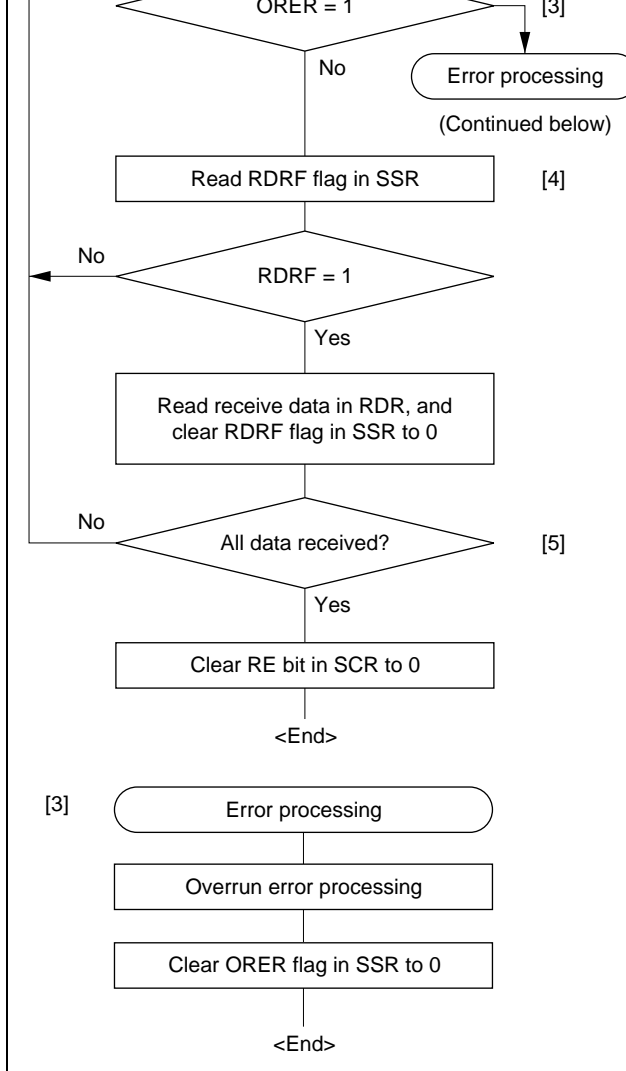 ORER = 1
[3]
No
Error processing
(Continued below)
Read RDRF flag in SSR
[4]
No
RDRF = 1
Yes
Read receive data in RDR, and
clear RDRF flag in SSR to 0
No
All data received?
[5]
Yes
Clear RE bit in SCR to 0
<End>
[3]
Error processing
Overrun error processing
Clear ORER flag in SSR to 0
<End>